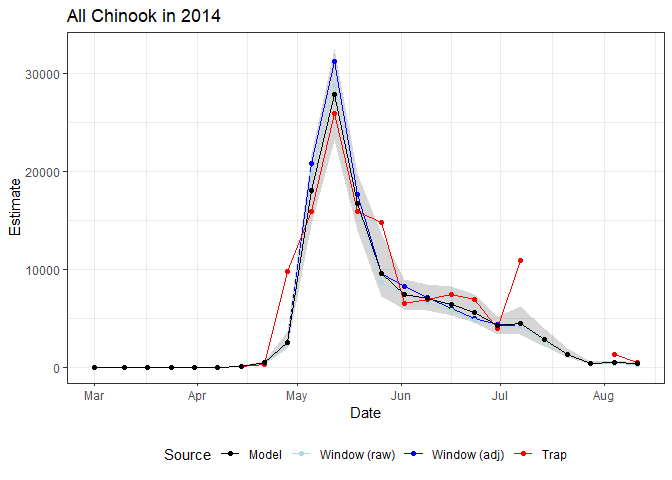 All Chinook in 2014
Estimate
30000
20000
10000
0
Mar Apr May Jun Jul Aug
Date
Source Model Window (raw) Window (adj) Trap